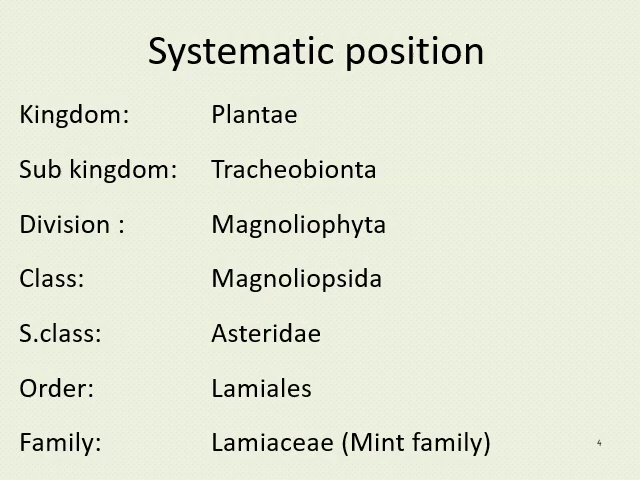 Systematic position
Kingdom: Plantae
Sub kingdom: Tracheobionta
Division : Magnoliophyta
Class: Magnoliopsida
S.class: Asteridae
Order: Lamiales
Family: Lamiaceae (Mint family)
4